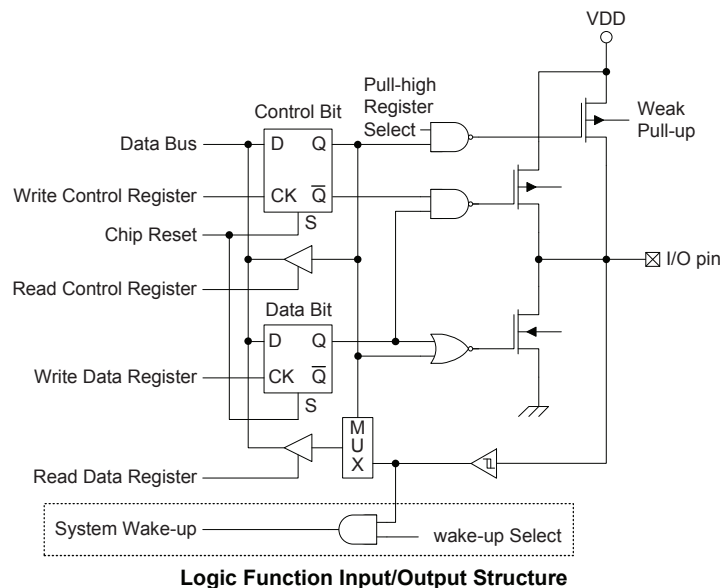 VDD
Pull-high
Register
Select
Weak
Pull-up
Control Bit
Data Bus
D
Q
Write Control Register
CK
Q
S
Chip Reset
I/O pin
Read Control Register
Data Bit
D
Q
Write Data Register
CK
Q
S
M
U
X
Read Data Register
System Wake-up
wake-up Select
Logic Function Input/Output Structure